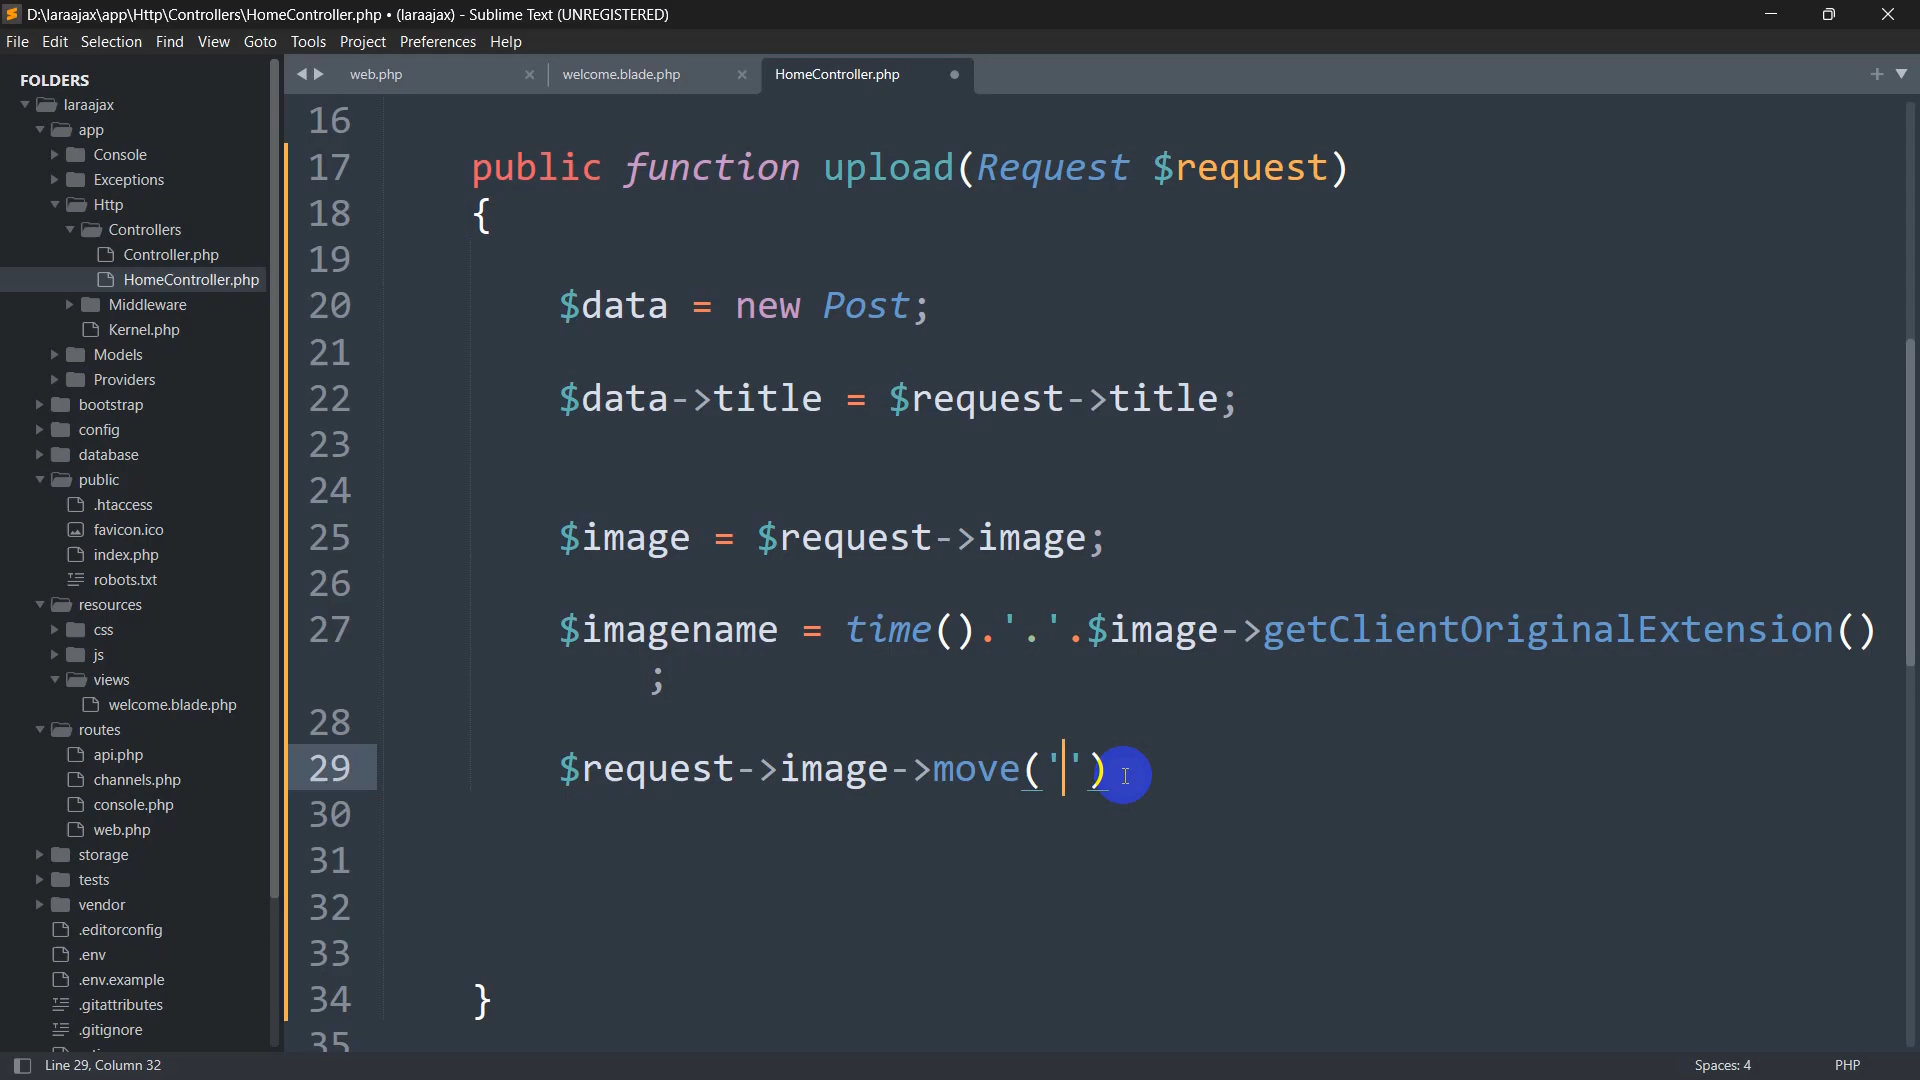 D:\laraajax\app\Http\Controllers\HomeController.php • (laraajax) - Sublime Text (UNREGISTERED)
File Edit Selection Find View Goto Tools Project Preferences Help
FOLDERS
laraajax
app
Console
Exceptions
Http
Controllers
Controller.php
HomeController.php
Middleware
Kernel.php
Models
Providers
bootstrap
config
database
public
.htaccess
favicon.ico
index.php
robots.txt
resources
css
js
views
welcome.blade.php
routes
api.php
channels.php
console.php
web.php
storage
tests
vendor
.editorconfig
.env
.env.example
.gitattributes
.gitignore
web.php welcome.blade.php HomeController.php
16
17 public function upload(Request $request)
18 {
19
20 $data = new Post;
21
22 $data->title = $request->title;
23
24
25 $image = $request->image;
26
27 $imagename = time().'.'.$image->getClientOriginalExtension()
;
28
29 $request->image->move('')
30
31
32
33
34 }
35
Line 29, Column 32 Spaces: 4 PHP